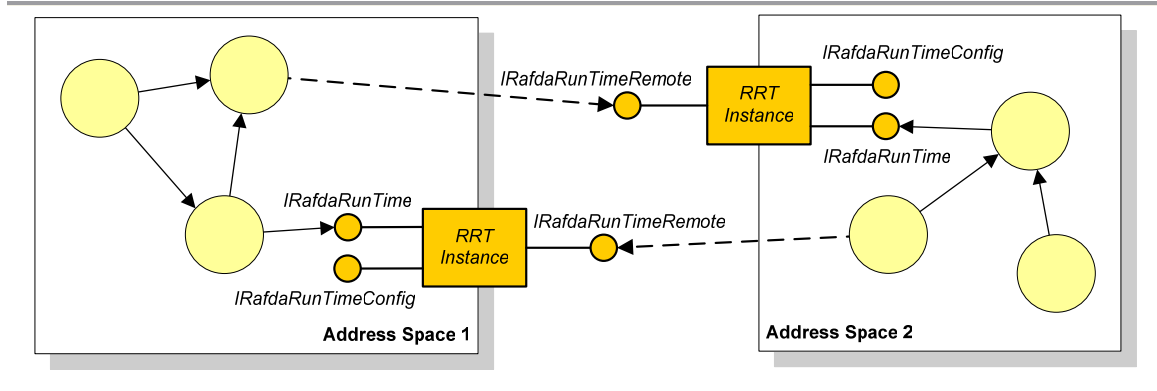 IRafdaRunTimeRemote
IRafdaRunTimeConfig
RRT
Instance
IRafdaRunTime
IRafdaRunTime
IRafdaRunTimeRemote
RRT
Instance
IRafdaRunTimeConfig
Address Space 1
Address Space 2